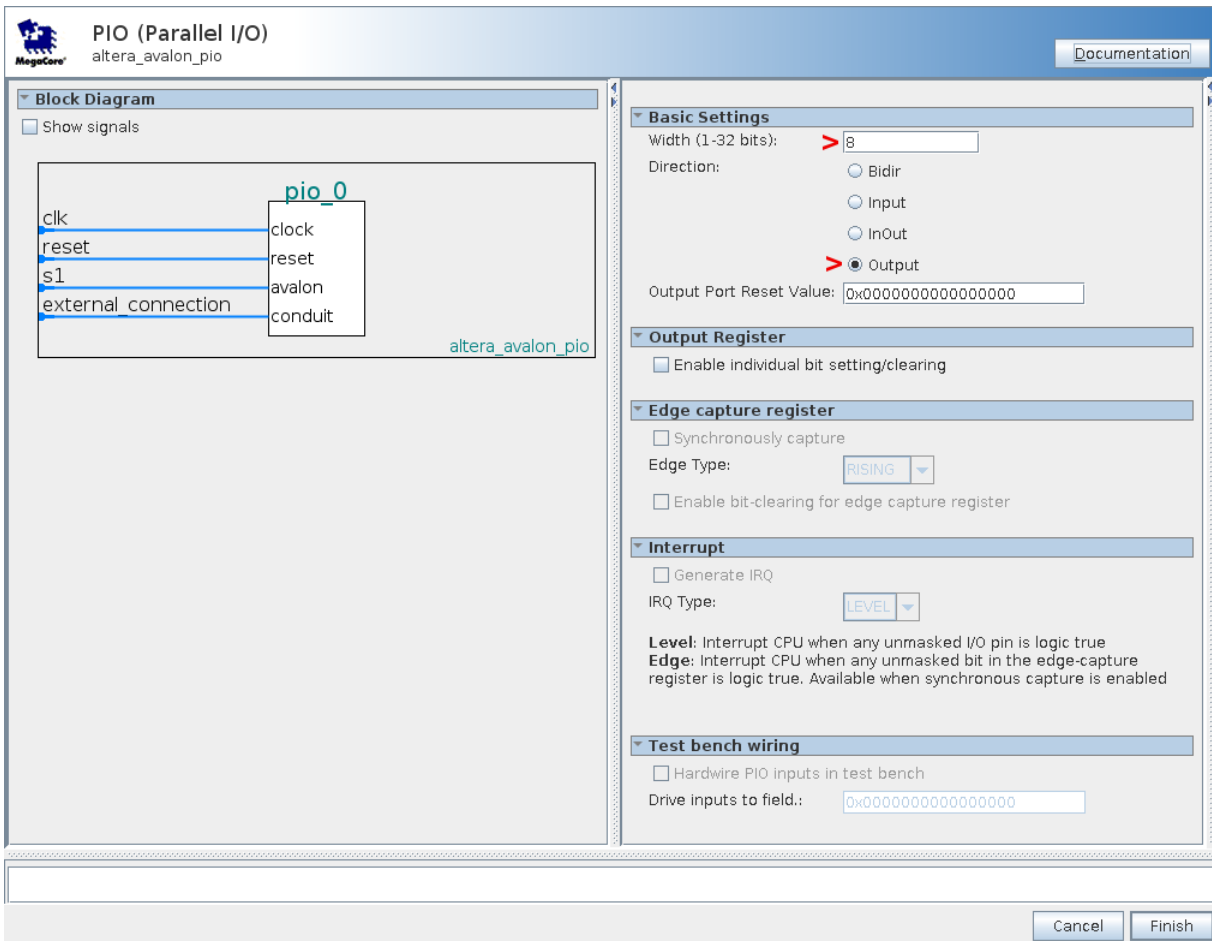 PIO (Parallel I/O)
altera_avalon_pio
MegaCore®
Documentation
Block Diagram
Show signals
pio_0
clk
clock
reset
reset
s1
avalon
external_connection
conduit
altera_avalon_pio
Basic Settings
Width (1-32 bits): > 8
Direction:
Bidir
Input
InOut
> Output
Output Port Reset Value: 0x0000000000000000
Output Register
Enable individual bit setting/clearing
Edge capture register
Synchronously capture
Edge Type: RISING
Enable bit-clearing for edge capture register
Interrupt
Generate IRQ
IRQ Type: LEVEL
Level: Interrupt CPU when any unmasked I/O pin is logic true
Edge: Interrupt CPU when any unmasked bit in the edge-capture
register is logic true. Available when synchronous capture is enabled
Test bench wiring
Hardwire PIO inputs in test bench
Drive inputs to field.: 0x0000000000000000
Cancel
Finish